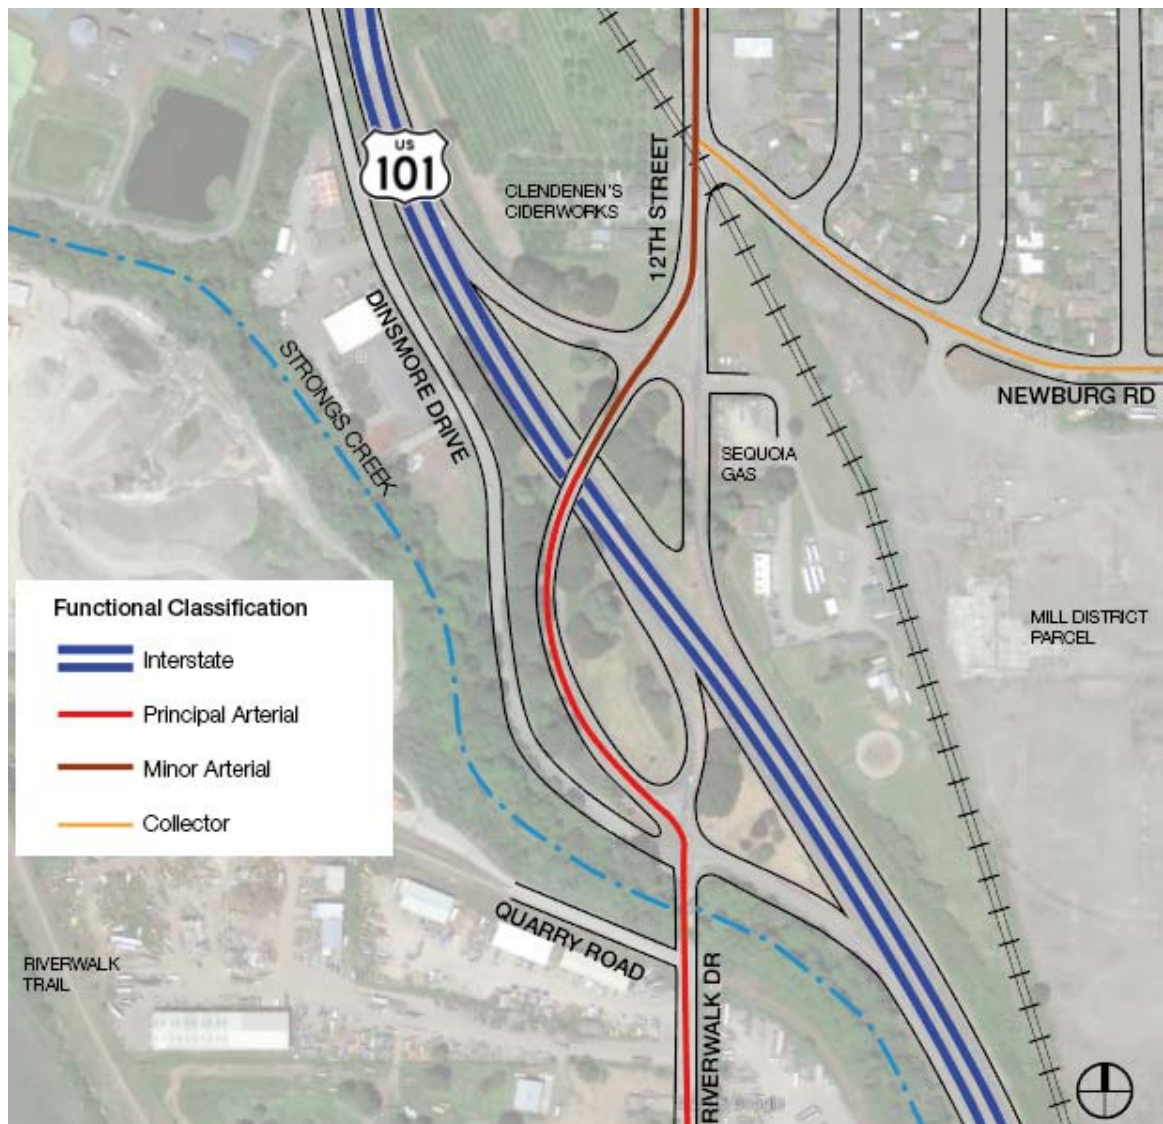 US
101
CLENDENEN'S
CIDERWORKS
12TH STREET
DINSMORE DRIVE
STRONGS CREEK
NEWBURG RD
SEQUOIA
GAS
Functional Classification
Interstate
Principal Arterial
Minor Arterial
Collector
MILL DISTRICT
PARCEL
QUARRY ROAD
RIVERWALK
TRAIL
RIVERWALK DR